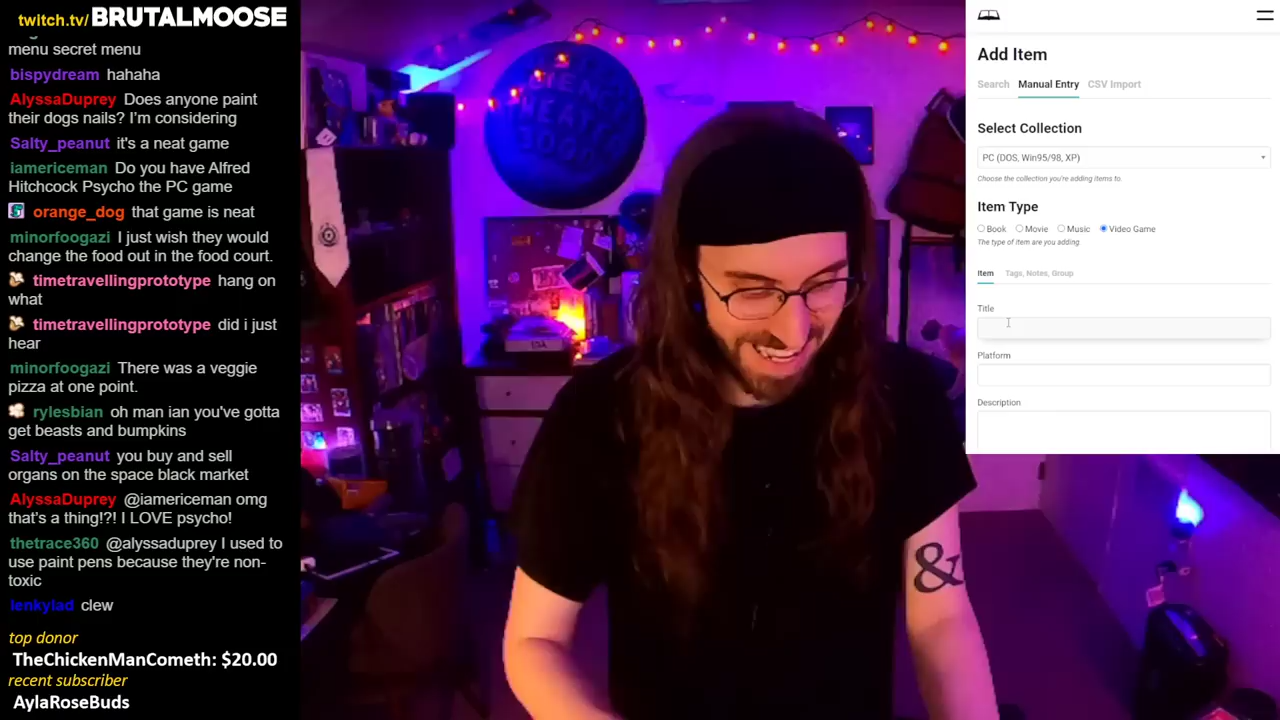 twitch.tv/BRUTALMOOSE
menu secret menu
bispydream hahaha
AlyssaDuprey Does anyone paint
their dogs nails? I'm considering
Salty_peanut it's a neat game
iamericeman Do you have Alfred
Hitchcock Psycho the PC game
orange_dog that game is neat
minorfoogazi I just wish they would
change the food out in the food court.
timetravellingprototype hang on
what
timetravellingprototype did i just
hear
minorfoogazi There was a veggie
pizza at one point.
rylesbian oh man ian you've gotta
get beasts and bumpkins
Salty_peanut you buy and sell
organs on the space black market
AlyssaDuprey @iamericeman omg
that's a thing!?! I LOVE psycho!
thetrace360 @alyssaduprey I used to
use paint pens because they're non-
toxic
lenkylad clew
top donor
TheChickenManCometh: $20.00
recent subscriber
AylaRoseBuds
&
Add Item
Search Manual Entry CSV Import
Select Collection
PC (DOS, Win95/98, XP)
Choose the collection you're adding items to.
Item Type
Book Movie Music Video Game
The type of item are you adding
Item Tags, Notes, Group
Title
Platform
Description